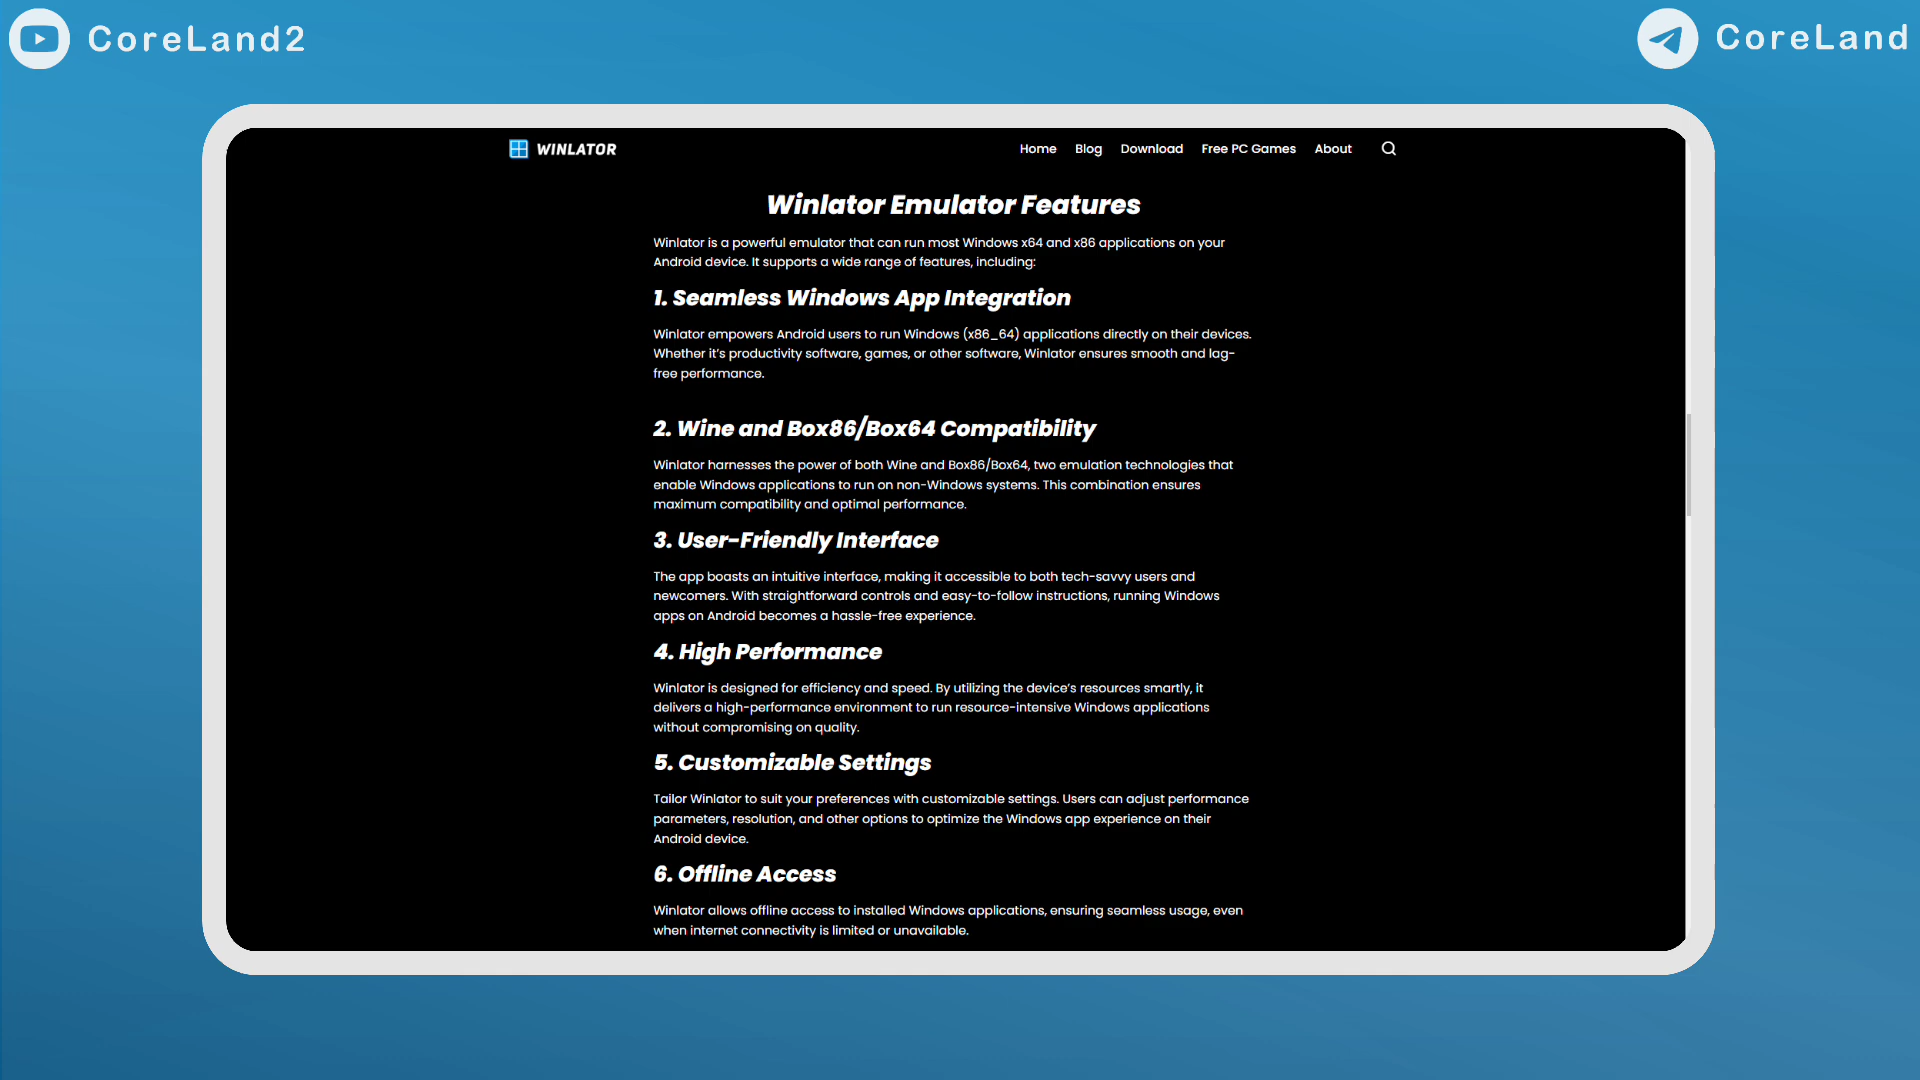 CoreLand2
CoreLand
WINLATOR
Home Blog Download Free PC Games About
Winlator Emulator Features
Winlator is a powerful emulator that can run most Windows x64 and x86 applications on your
Android device. It supports a wide range of features, including:
1. Seamless Windows App Integration
Winlator empowers Android users to run Windows (x86_64) applications directly on their devices.
Whether it’s productivity software, games, or other software, Winlator ensures smooth and lag-
free performance.
2. Wine and Box86/Box64 Compatibility
Winlator harnesses the power of both Wine and Box86/Box64, two emulation technologies that
enable Windows applications to run on non-Windows systems. This combination ensures
maximum compatibility and optimal performance.
3. User-Friendly Interface
The app boasts an intuitive interface, making it accessible to both tech-savvy users and
newcomers. With straightforward controls and easy-to-follow instructions, running Windows
apps on Android becomes a hassle-free experience.
4. High Performance
Winlator is designed for efficiency and speed. By utilizing the device’s resources smartly, it
delivers a high-performance environment to run resource-intensive Windows applications
without compromising on quality.
5. Customizable Settings
Tailor Winlator to suit your preferences with customizable settings. Users can adjust performance
parameters, resolution, and other options to optimize the Windows app experience on their
Android device.
6. Offline Access
Winlator allows offline access to installed Windows applications, ensuring seamless usage, even
when internet connectivity is limited or unavailable.